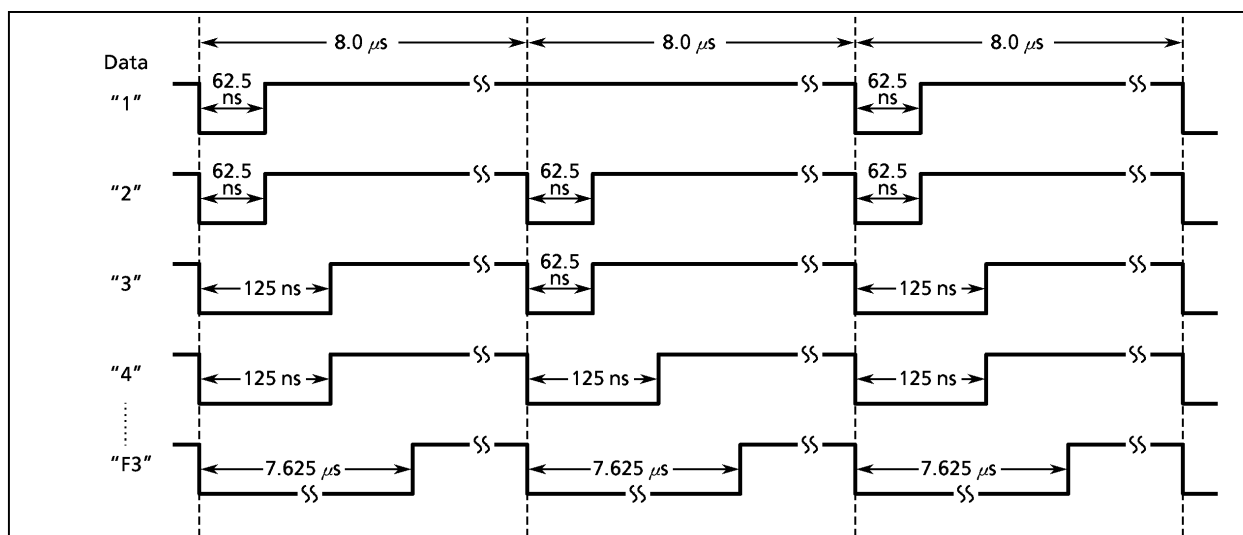 8.0 μs 8.0 μs 8.0 μs
Data
"1" 62.5 ns 62.5 ns
"2" 62.5 ns 62.5 ns 62.5 ns
"3" 125 ns 62.5 ns 125 ns
"4" 125 ns 125 ns 125 ns
"F3" 7.625 μs 7.625 μs 7.625 μs